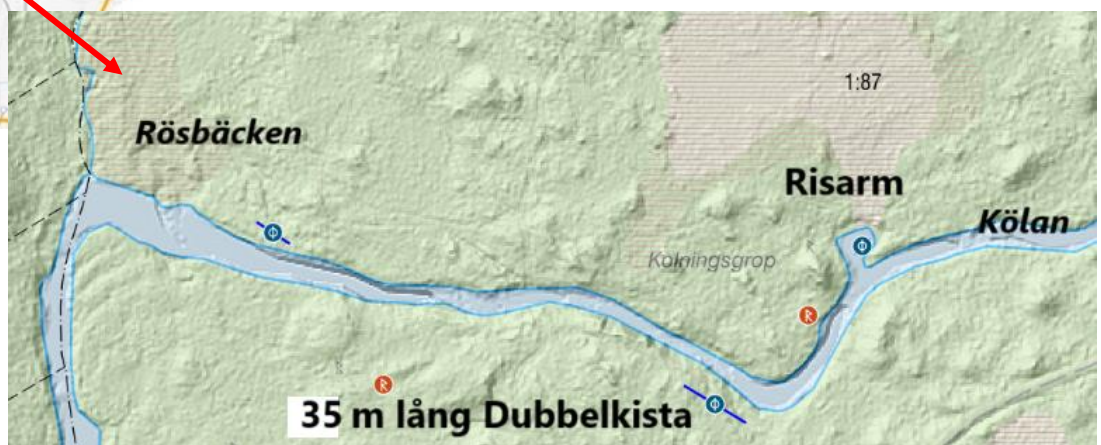 1:87
Rösbäcken
Risarm
Kölan
Kolningsgrop
R
R
R
35 m lång Dubbelkista